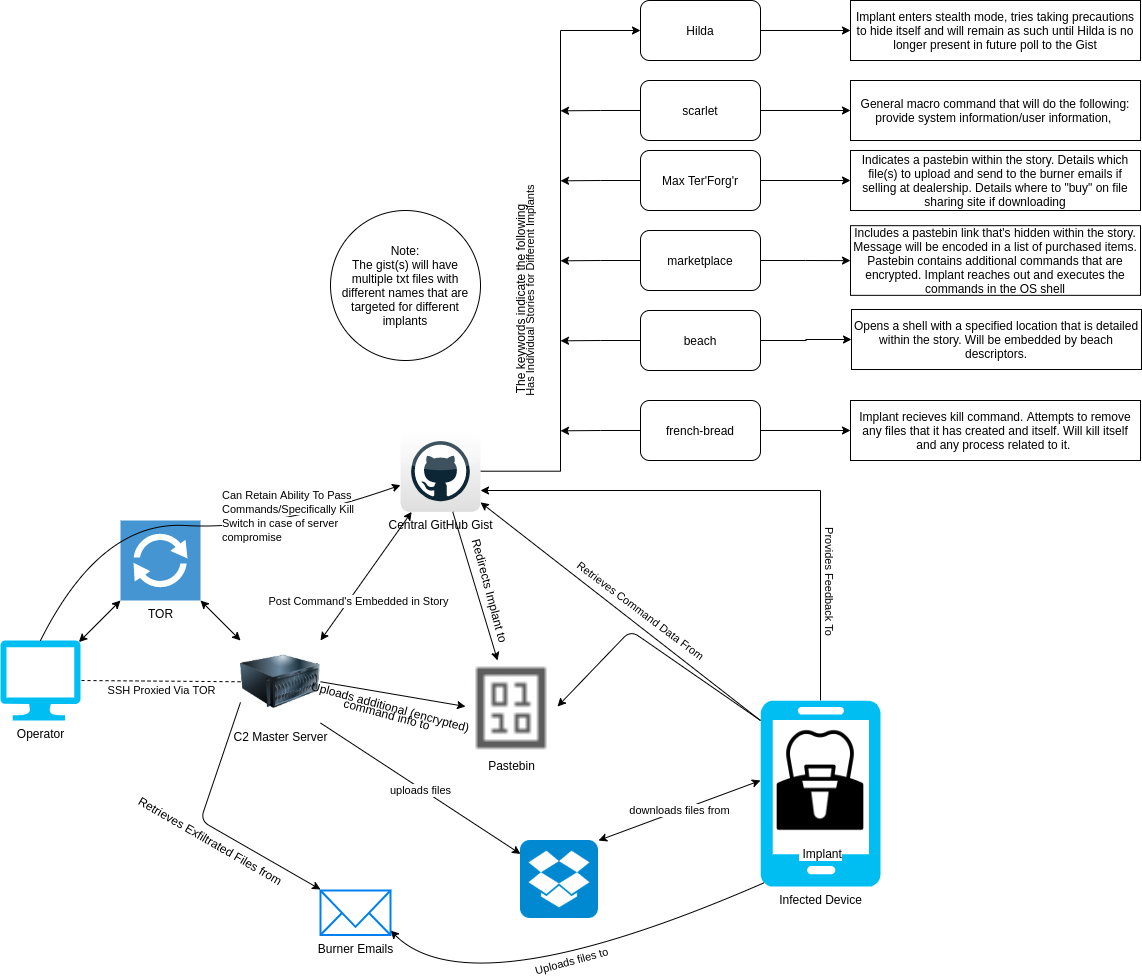 Hilda
Implant enters stealth mode, tries taking precautions
to hide itself and will remain as such until Hilda is no
longer present in future poll to the Gist
scarlet
General macro command that will do the following:
provide system information/user information,
Max Ter'Forg'r
Indicates a pastebin within the story. Details which
file(s) to upload and send to the burner emails if
selling at dealership. Details where to "buy" on file
sharing site if downloading
marketplace
Includes a pastebin link that's hidden within the story.
Message will be encoded in a list of purchased items.
Pastebin contains additional commands that are
encrypted. Implant reaches out and executes the
commands in the OS shell
beach
Opens a shell with a specified location that is detailed
within the story. Will be embedded by beach
descriptors.
french-bread
Implant recieves kill command. Attempts to remove
any files that it has created and itself. Will kill itself
and any process related to it.
The keywords indicate the following
Has Individual Stories for Different Implants
Note:
The gist(s) will have
multiple txt files with
different names that are
targeted for different
implants
Central GitHub Gist
Can Retain Ability To Pass
Commands/Specifically Kill
Switch in case of server
compromise
TOR
Post Command's Embedded in Story
Redirects Implant to
Retrieves Command Data From
Provides Feedback To
Operator
SSH Proxied Via TOR
C2 Master Server
Uploads additional (encrypted)
command info to
Pastebin
01
10
uploads files
downloads files from
Retrieves Exfiltrated Files from
Implant
Infected Device
Burner Emails
Uploads files to